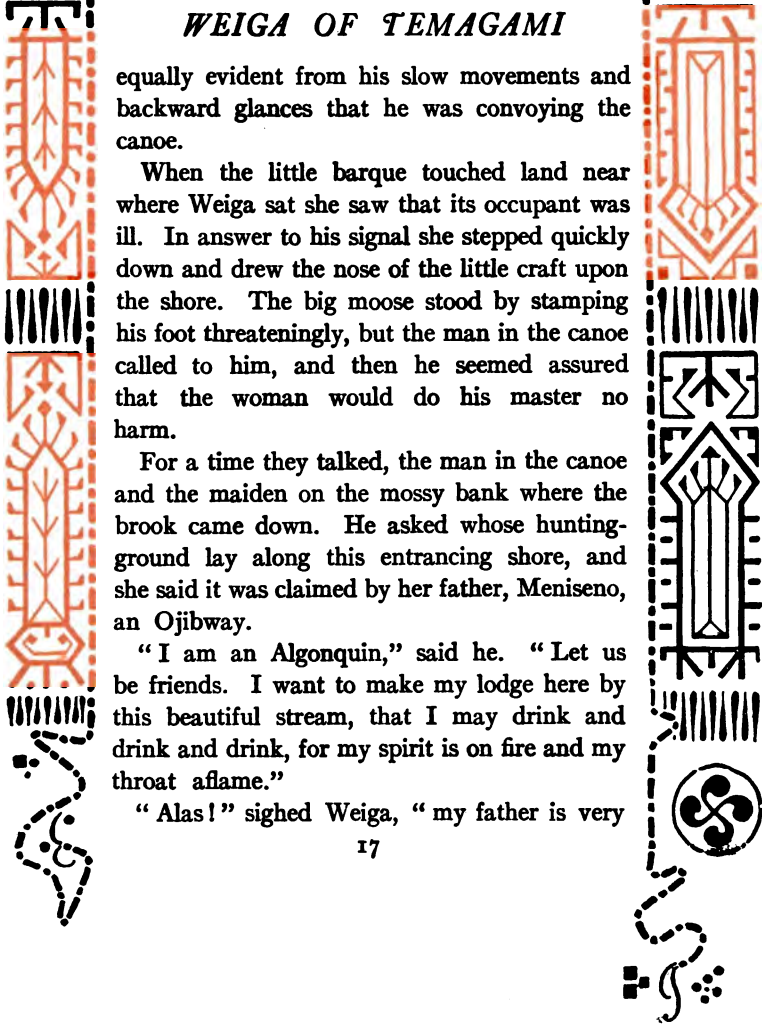 WEIGA OF TEMAGAMI
equally evident from his slow movements and
backward glances that he was convoying the
canoe.
When the little barque touched land near
where Weiga sat she saw that its occupant was
ill. In answer to his signal she stepped quickly
down and drew the nose of the little craft upon
the shore. The big moose stood by stamping
his foot threateningly, but the man in the canoe
called to him, and then he seemed assured
that the woman would do his master no
harm.
For a time they talked, the man in the canoe
and the maiden on the mossy bank where the
brook came down. He asked whose hunting-
ground lay along this entrancing shore, and
she said it was claimed by her father, Meniseno,
an Ojibway.
“ I am an Algonquin,” said he. “ Let us
be friends. I want to make my lodge here by
this beautiful stream, that I may drink and
drink and drink, for my spirit is on fire and my
throat aflame.”
“ Alas ! ” sighed Weiga, “ my father is very
17